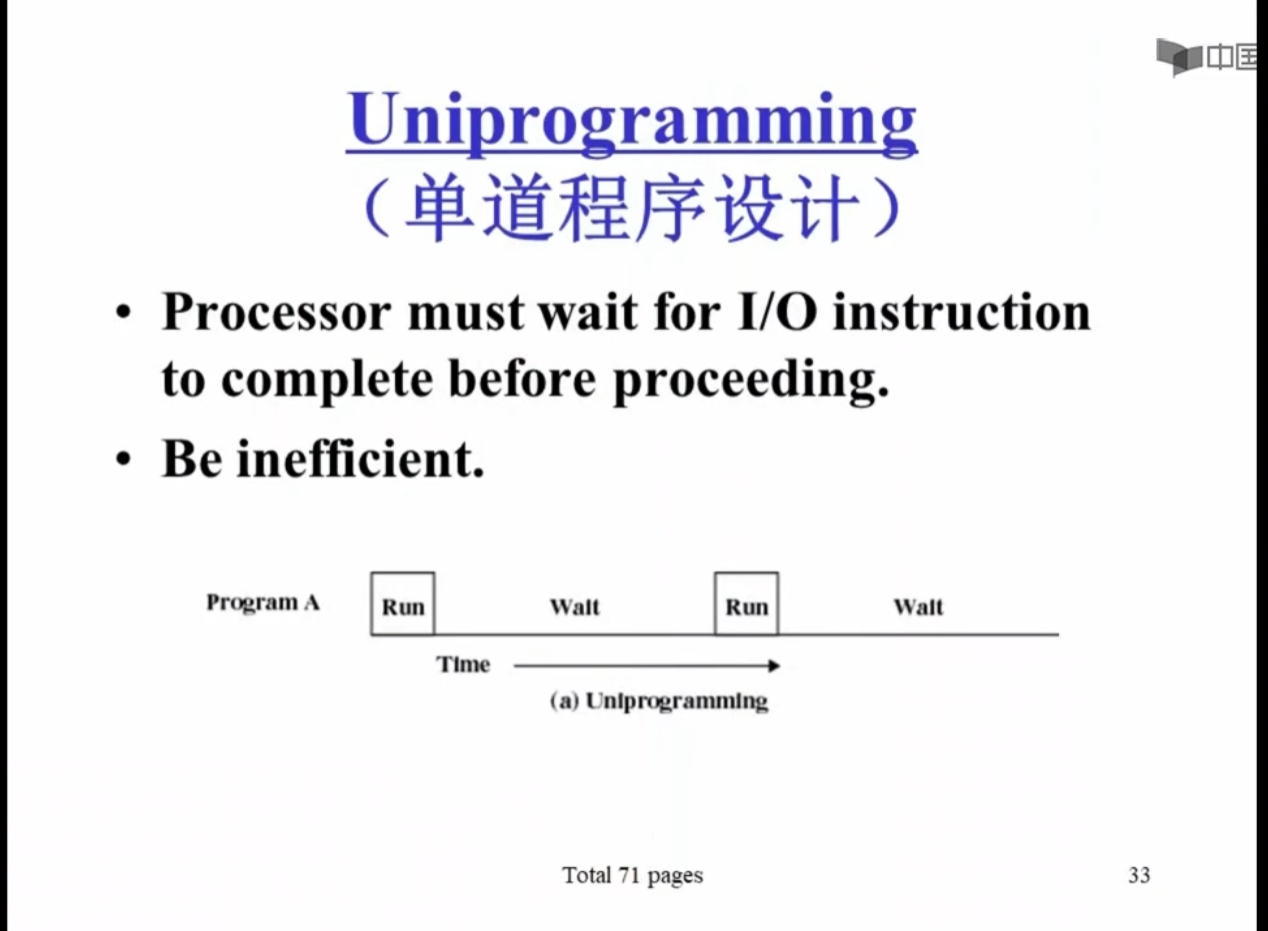 中国
Uniprogramming
（单道程序设计）
• Processor must wait for I/O instruction
to complete before proceeding.
• Be inefficient.
Program A Run Wait Run Wait
Time
(a) Uniprogramming
Total 71 pages 33